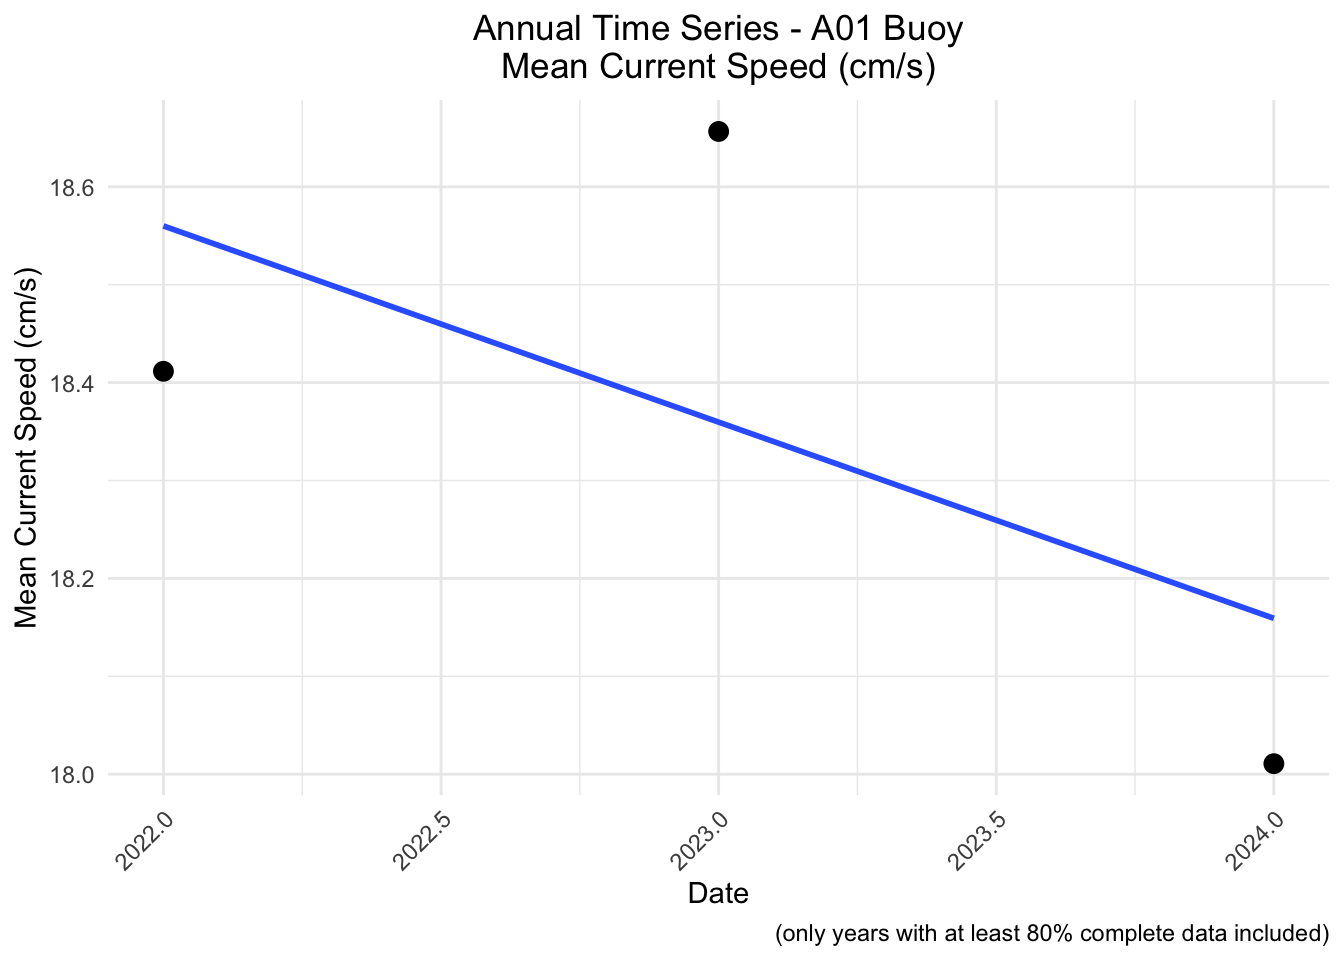 Annual Time Series - A01 Buoy
Mean Current Speed (cm/s)
Mean Current Speed (cm/s)
18.6
18.4
18.2
18.0
2022.0
2022.5
2023.0
2023.5
2024.0
Date
(only years with at least 80% complete data included)